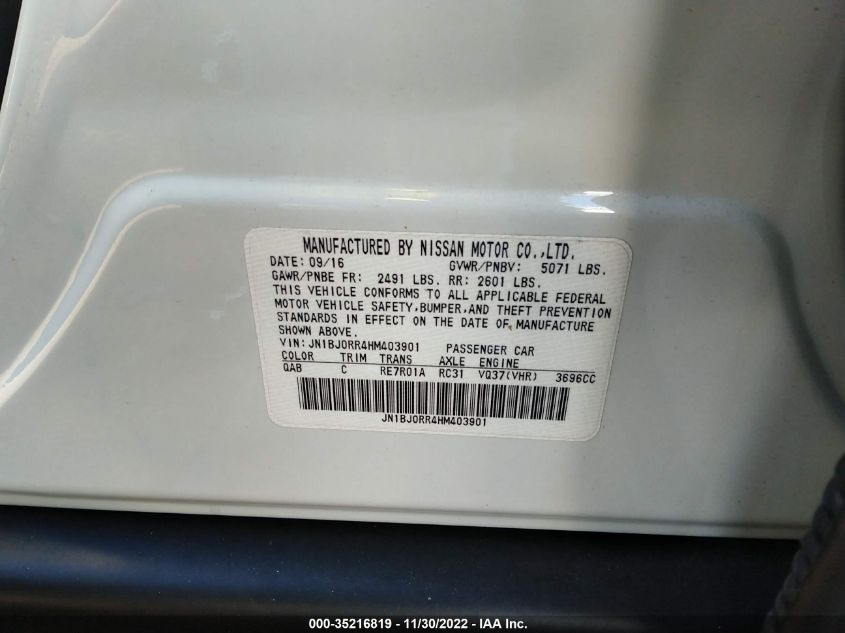 MANUFACTURED BY NISSAN MOTOR CO.,LTD.
DATE: 09/16 GVWR/PNBV: 5071 LBS.
GAWR/PNBE FR: 2491 LBS. RR: 2601 LBS.
THIS VEHICLE CONFORMS TO ALL APPLICABLE FEDERAL
MOTOR VEHICLE SAFETY,BUMPER,AND THEFT PREVENTION
STANDARDS IN EFFECT ON THE DATE OF MANUFACTURE
SHOWN ABOVE.
VIN: JN1BJ0RR4HM403901 PASSENGER CAR
COLOR TRIM TRANS AXLE ENGINE
QAB C RE7R01A RC31 VQ37(VHR) 3696CC
JN1BJ0RR4HM403901
000-35216819 - 11/30/2022 - IAA Inc.